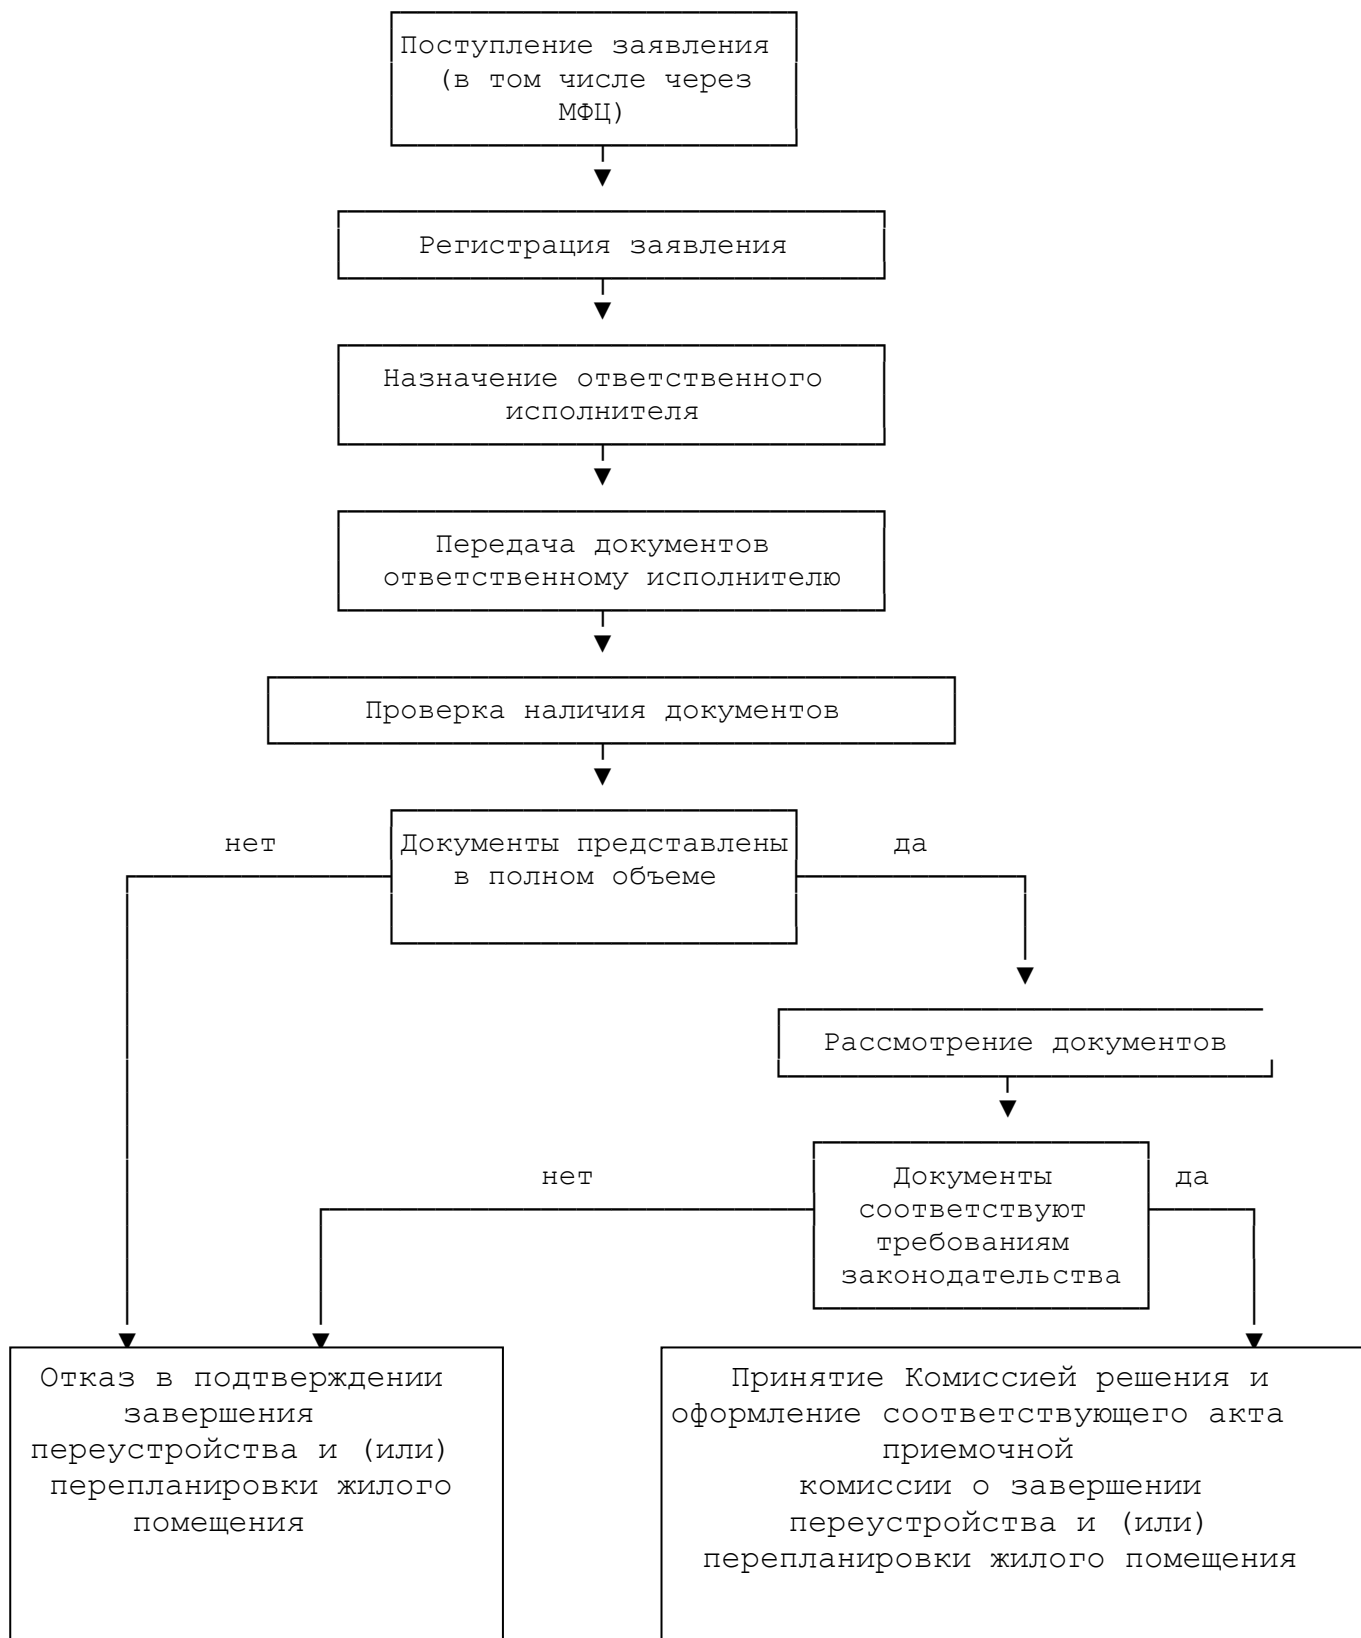 Поступление заявления
(в том числе через
МФЦ)
Регистрация заявления
Назначение ответственного
исполнителя
Передача документов
ответственному исполнителю
Проверка наличия документов
нет
Документы представлены
в полном объеме
да
Рассмотрение документов
нет
Документы
соответствуют
требованиям
законодательства
да
Отказ в подтверждении
завершения
переустройства и (или)
перепланировки жилого
помещения
Принятие Комиссией решения и
оформление соответствующего акта
приемочной
комиссии о завершении
переустройства и (или)
перепланировки жилого помещения